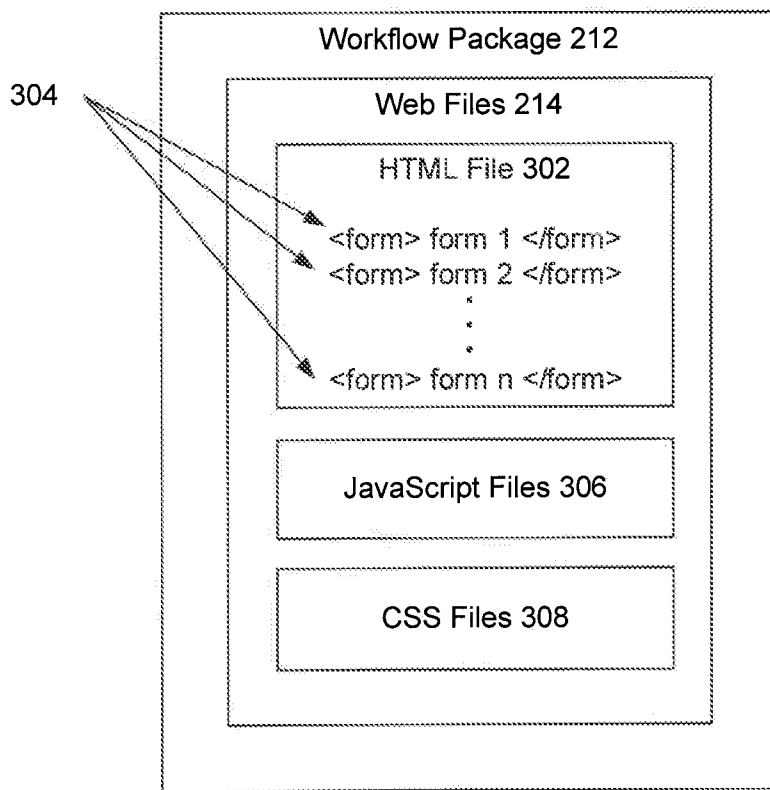 Workflow Package 212
304
Web Files 214
HTML File 302
<form> form 1 </form>
<form> form 2 </form>
<form> form n </form>
JavaScript Files 306
CSS Files 308